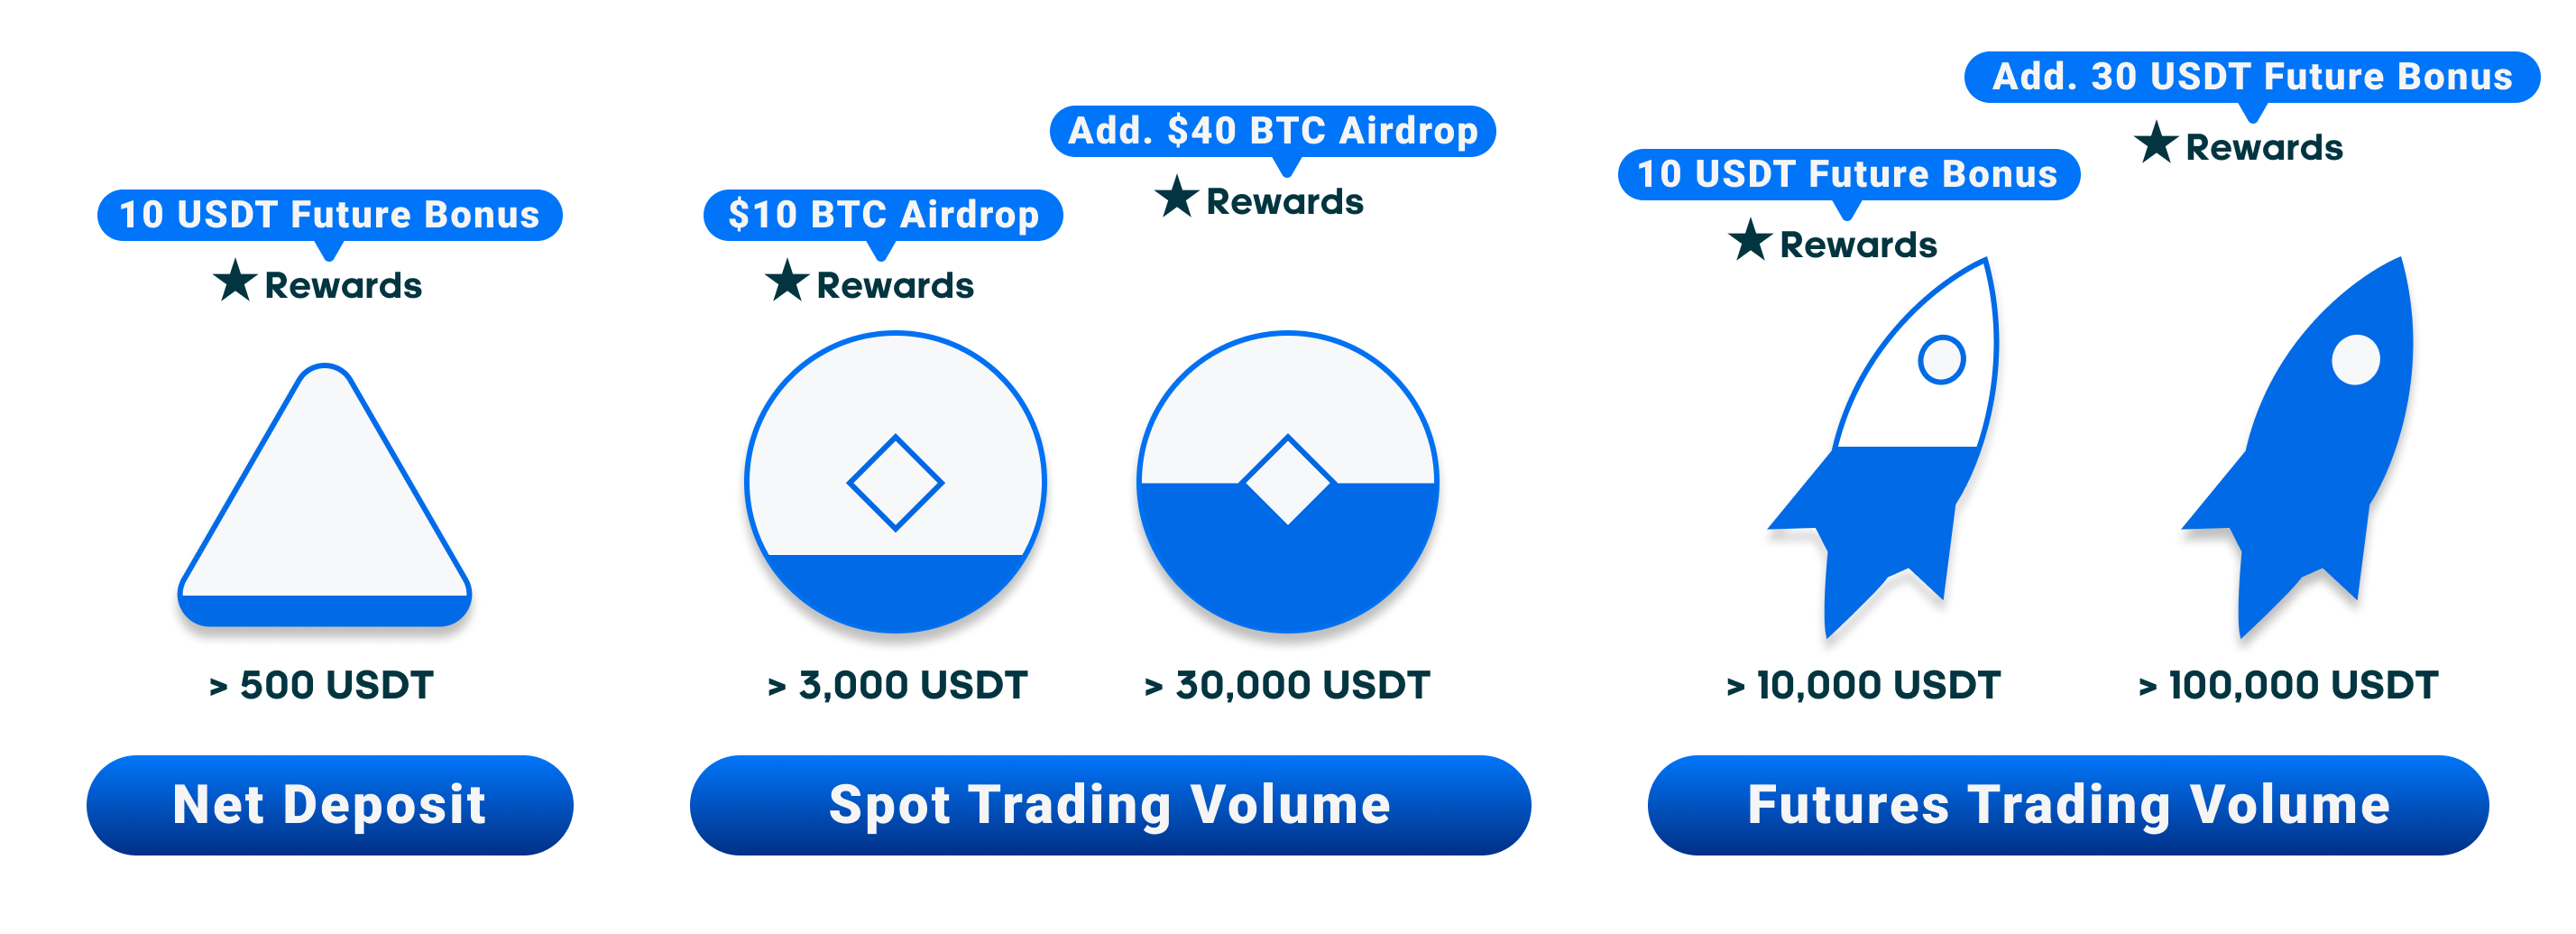 10 USDT Future Bonus
★ Rewards
> 500 USDT
Net Deposit
$10 BTC Airdrop
★ Rewards
> 3,000 USDT
Add. $40 BTC Airdrop
★ Rewards
> 30,000 USDT
Spot Trading Volume
10 USDT Future Bonus
★ Rewards
> 10,000 USDT
Add. 30 USDT Future Bonus
★ Rewards
> 100,000 USDT
Futures Trading Volume